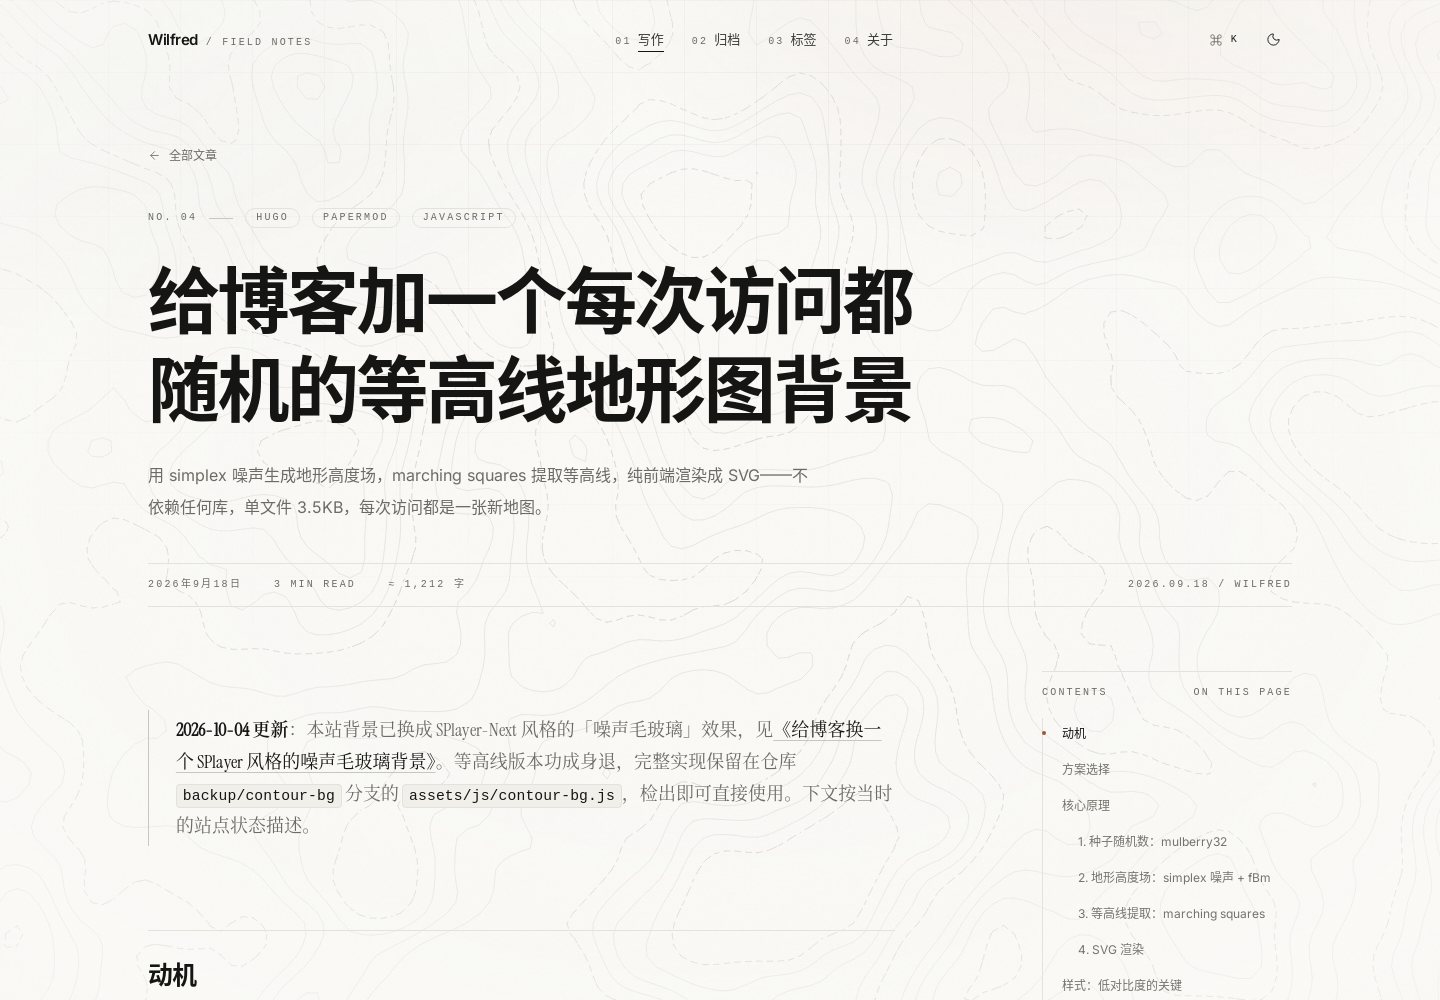 Wilfred / FIELD NOTES
01 写作 02 归档 03 标签 04 关于
⌘ K
← 全部文章
NO. 04 HUGO PAPERMOD JAVASCRIPT
给博客加一个每次访问都
随机的等高线地形图背景
用 simplex 噪声生成地形高度场，marching squares 提取等高线，纯前端渲染成 SVG——不
依赖任何库，单文件 3.5KB，每次访问都是一张新地图。
2026年9月18日 3 MIN READ ≈ 1,212 字
2026.09.18 / WILFRED
2026-10-04 更新：本站背景已换成 SPlayer-Next 风格的「噪声毛玻璃」效果，见《给博客换一
个 SPlayer 风格的噪声毛玻璃背景》。等高线版本功成身退，完整实现保留在仓库
backup/contour-bg 分支的 assets/js/contour-bg.js，检出即可直接使用。下文按当时
的站点状态描述。
动机
CONTENTS ON THIS PAGE
动机
方案选择
核心原理
1. 种子随机数：mulberry32
2. 地形高度场：simplex 噪声 + fBm
3. 等高线提取：marching squares
4. SVG 渲染
样式：低对比度的关键